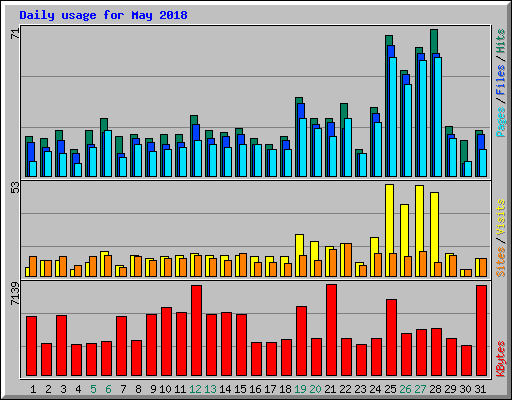 Daily usage for May 2018
71
Pages / Files / Hits
53
Sites / Visits
7139
KBytes
1 2 3 4 5 6 7 8 9 10 11 12 13 14 15 16 17 18 19 20 21 22 23 24 25 26 27 28 29 30 31